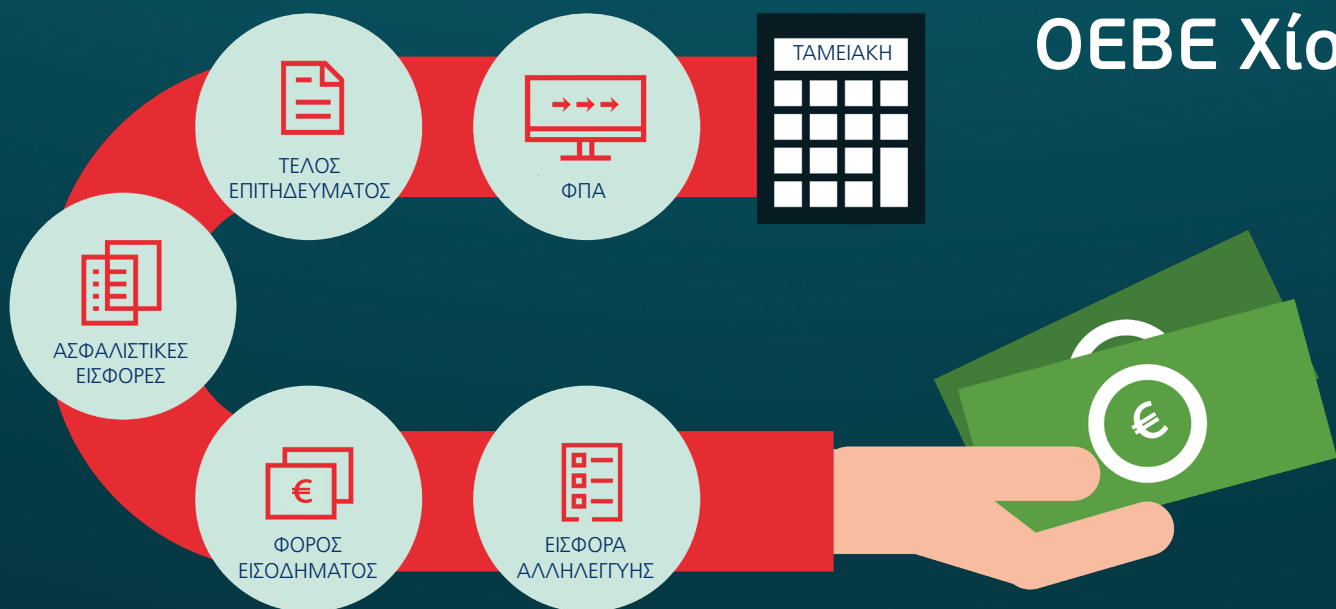 ΟΕΒΕ Χίο
ΤΑΜΕΙΑΚΗ
ΦΠΑ
ΤΕΛΟΣ
ΕΠΙΤΗΔΕΥΜΑΤΟΣ
ΑΣΦΑΛΙΣΤΙΚΕΣ
ΕΙΣΦΟΡΕΣ
€
ΦΟΡΟΣ
ΕΙΣΟΔΗΜΑΤΟΣ
ΕΙΣΦΟΡΑ
ΑΛΛΗΛΕΓΓΥΗΣ
€